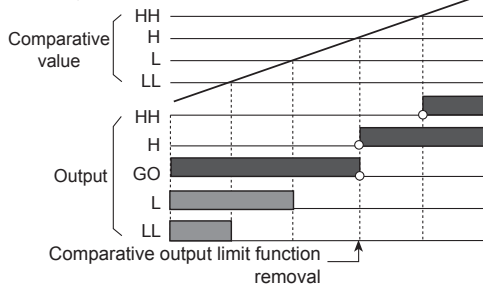 HH
H
L
LL
Comparative
value
HH
H
GO
L
LL
Output
Comparative output limit function
removal